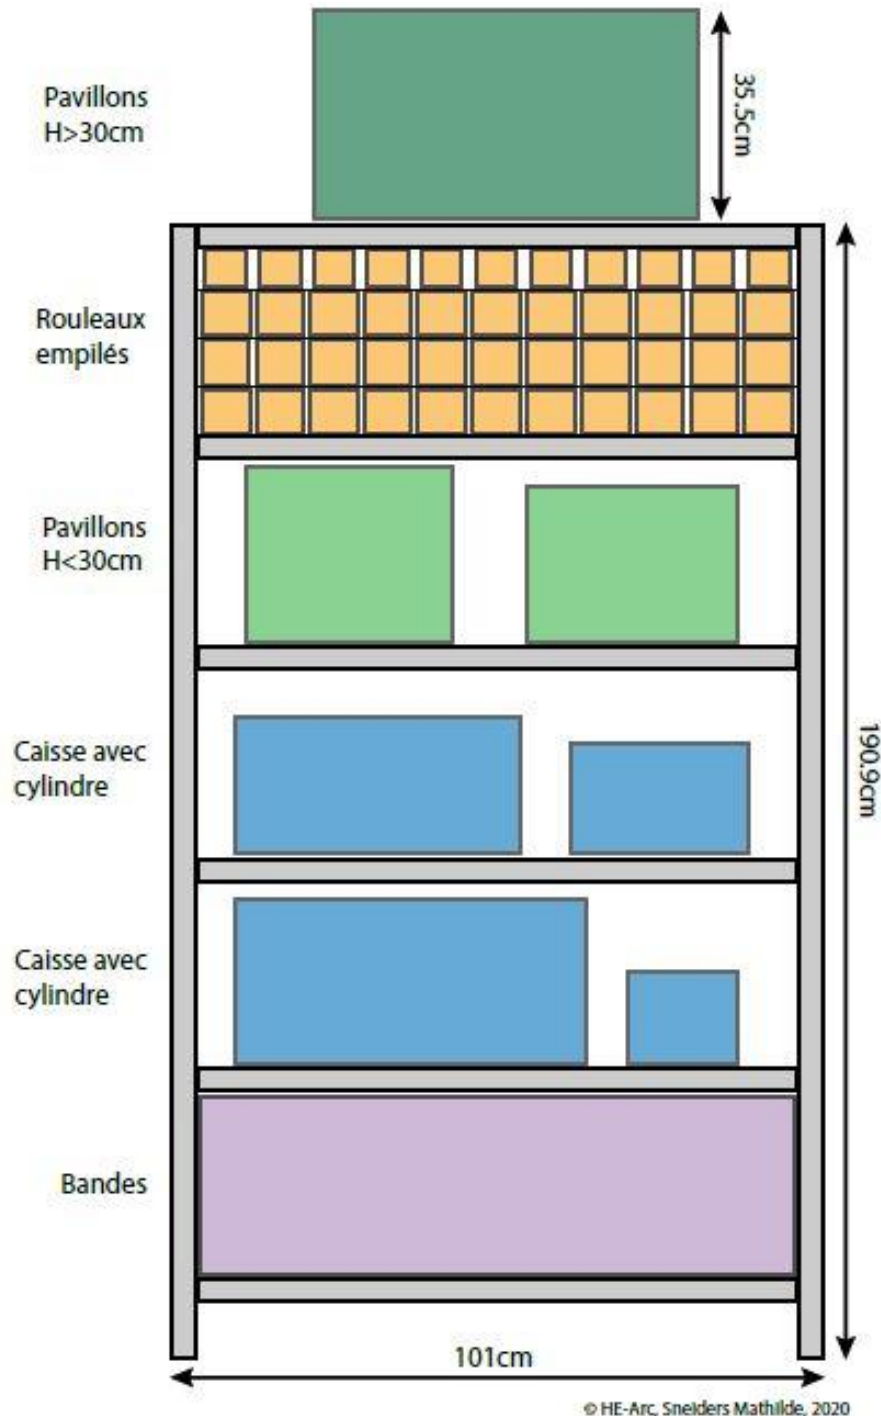 Pavillons
H>30cm
35.5cm
Rouleaux
empilés
Pavillons
H<30cm
Caisse avec
cylindre
190.9cm
Caisse avec
cylindre
Bandes
101cm
© HE-Arc, Sneiders Mathilde, 2020